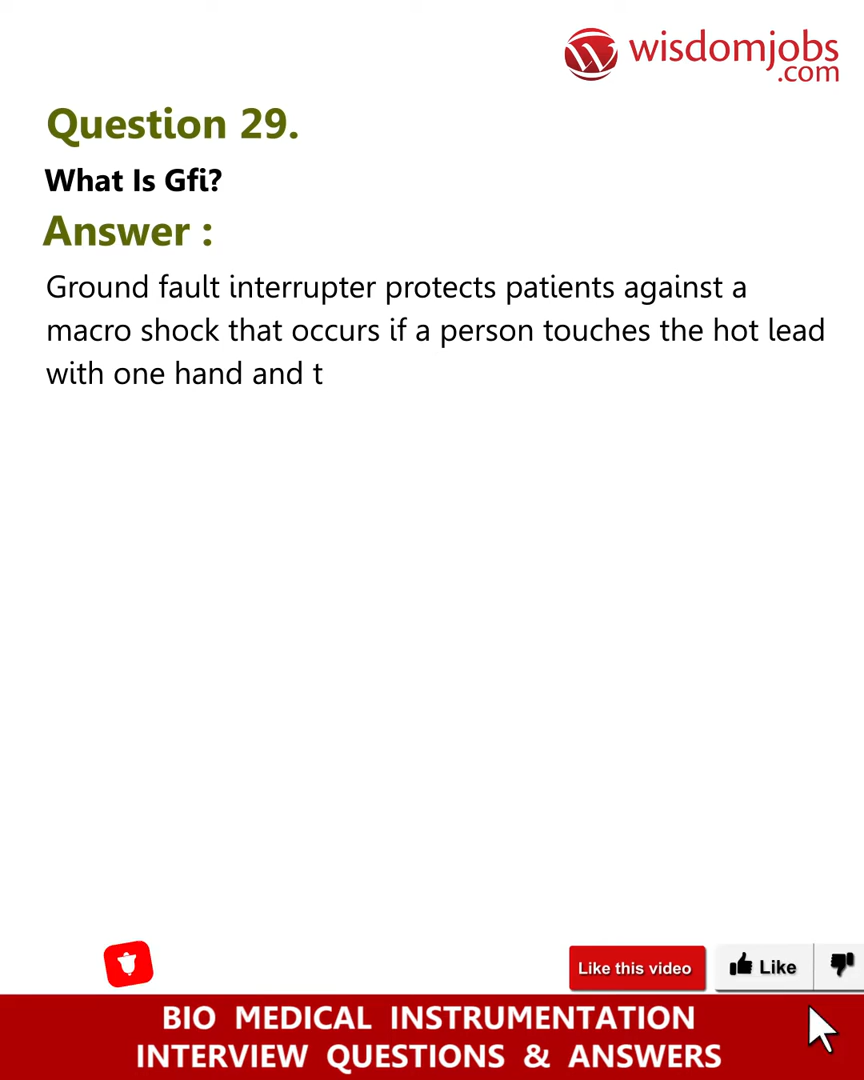 wisdomjobs
.com
Question 29.
What Is Gfi?
Answer :
Ground fault interrupter protects patients against a
macro shock that occurs if a person touches the hot lead
with one hand and t
Like this video
Like
BIO MEDICAL INSTRUMENTATION
INTERVIEW QUESTIONS & ANSWERS